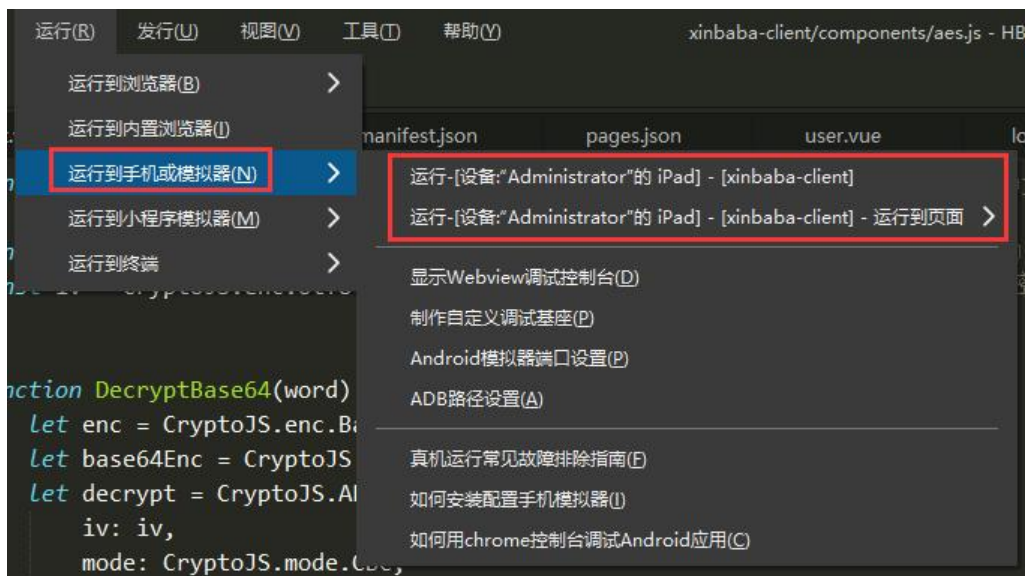 运行(R) 发行(U) 视图(V) 工具(T) 帮助(Y) xinbaba-client/components/aes.js - HB
运行到浏览器(B)
运行到内置浏览器(I)
manifest.json pages.json user.vue
运行到手机或模拟器(N)
运行-[设备:"Administrator"的 iPad] - [xinbaba-client]
运行到小程序模拟器(M)
运行-[设备:"Administrator"的 iPad] - [xinbaba-client] - 运行到页面
运行到终端
显示Webview调试控制台(D)
制作自定义调试基座(P)
Android模拟器端口设置(P)
nction DecryptBase64(word)
ADB路径设置(A)
let enc = CryptoJS.enc.Ba
let base64Enc = CryptoJS
真机运行常见故障排除指南(F)
let decrypt = CryptoJS.AE
如何安装配置手机模拟器(I)
iv: iv,
如何用chrome控制台调试Android应用(C)
mode: CryptoJS.mode.CBC,